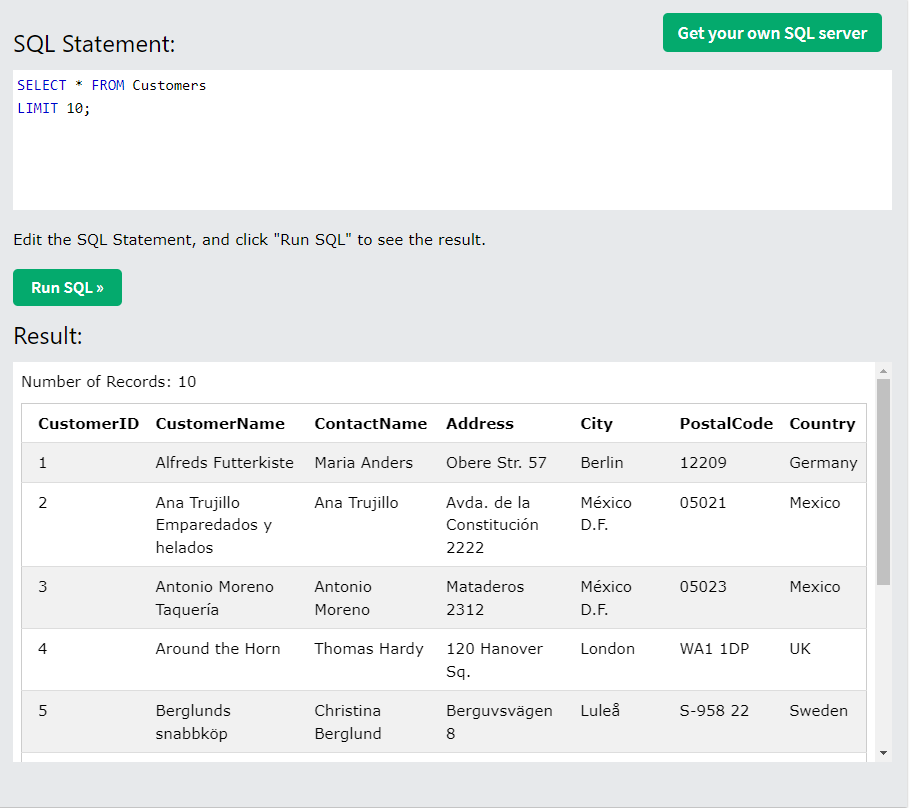 Get your own SQL server
SQL Statement:
SELECT * FROM Customers
LIMIT 10;
Edit the SQL Statement, and click "Run SQL" to see the result.
Run SQL »
Result:
Number of Records: 10
CustomerID CustomerName ContactName Address City PostalCode Country
1 Alfreds Futterkiste Maria Anders Obere Str. 57 Berlin 12209 Germany
2 Ana Trujillo Ana Trujillo Avda. de la México 05021 Mexico
Emparedados y Constitución D.F.
helados 2222
3 Antonio Moreno Antonio Mataderos México 05023 Mexico
Taquería Moreno 2312 D.F.
4 Around the Horn Thomas Hardy 120 Hanover London WA1 1DP UK
Sq.
5 Berglunds Christina Berguvsvägen Luleå S-958 22 Sweden
snabbköp Berglund 8